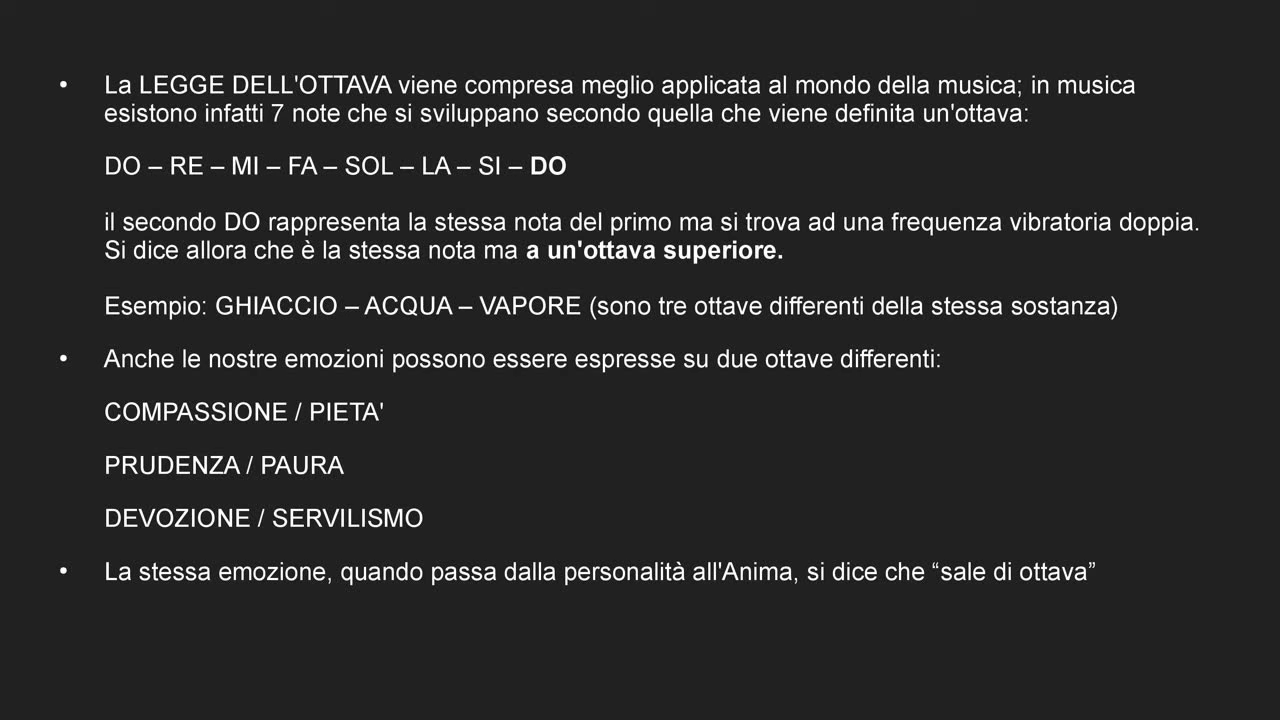 • La LEGGE DELL'OTTAVA viene compresa meglio applicata al mondo della musica; in musica
esistono infatti 7 note che si sviluppano secondo quella che viene definita un'ottava:
DO – RE – MI – FA – SOL – LA – SI – DO
il secondo DO rappresenta la stessa nota del primo ma si trova ad una frequenza vibratoria doppia.
Si dice allora che è la stessa nota ma a un'ottava superiore.
Esempio: GHIACCIO – ACQUA – VAPORE (sono tre ottave differenti della stessa sostanza)
• Anche le nostre emozioni possono essere espresse su due ottave differenti:
COMPASSIONE / PIETA'
PRUDENZA / PAURA
DEVOZIONE / SERVILISMO
• La stessa emozione, quando passa dalla personalità all'Anima, si dice che “sale di ottava”